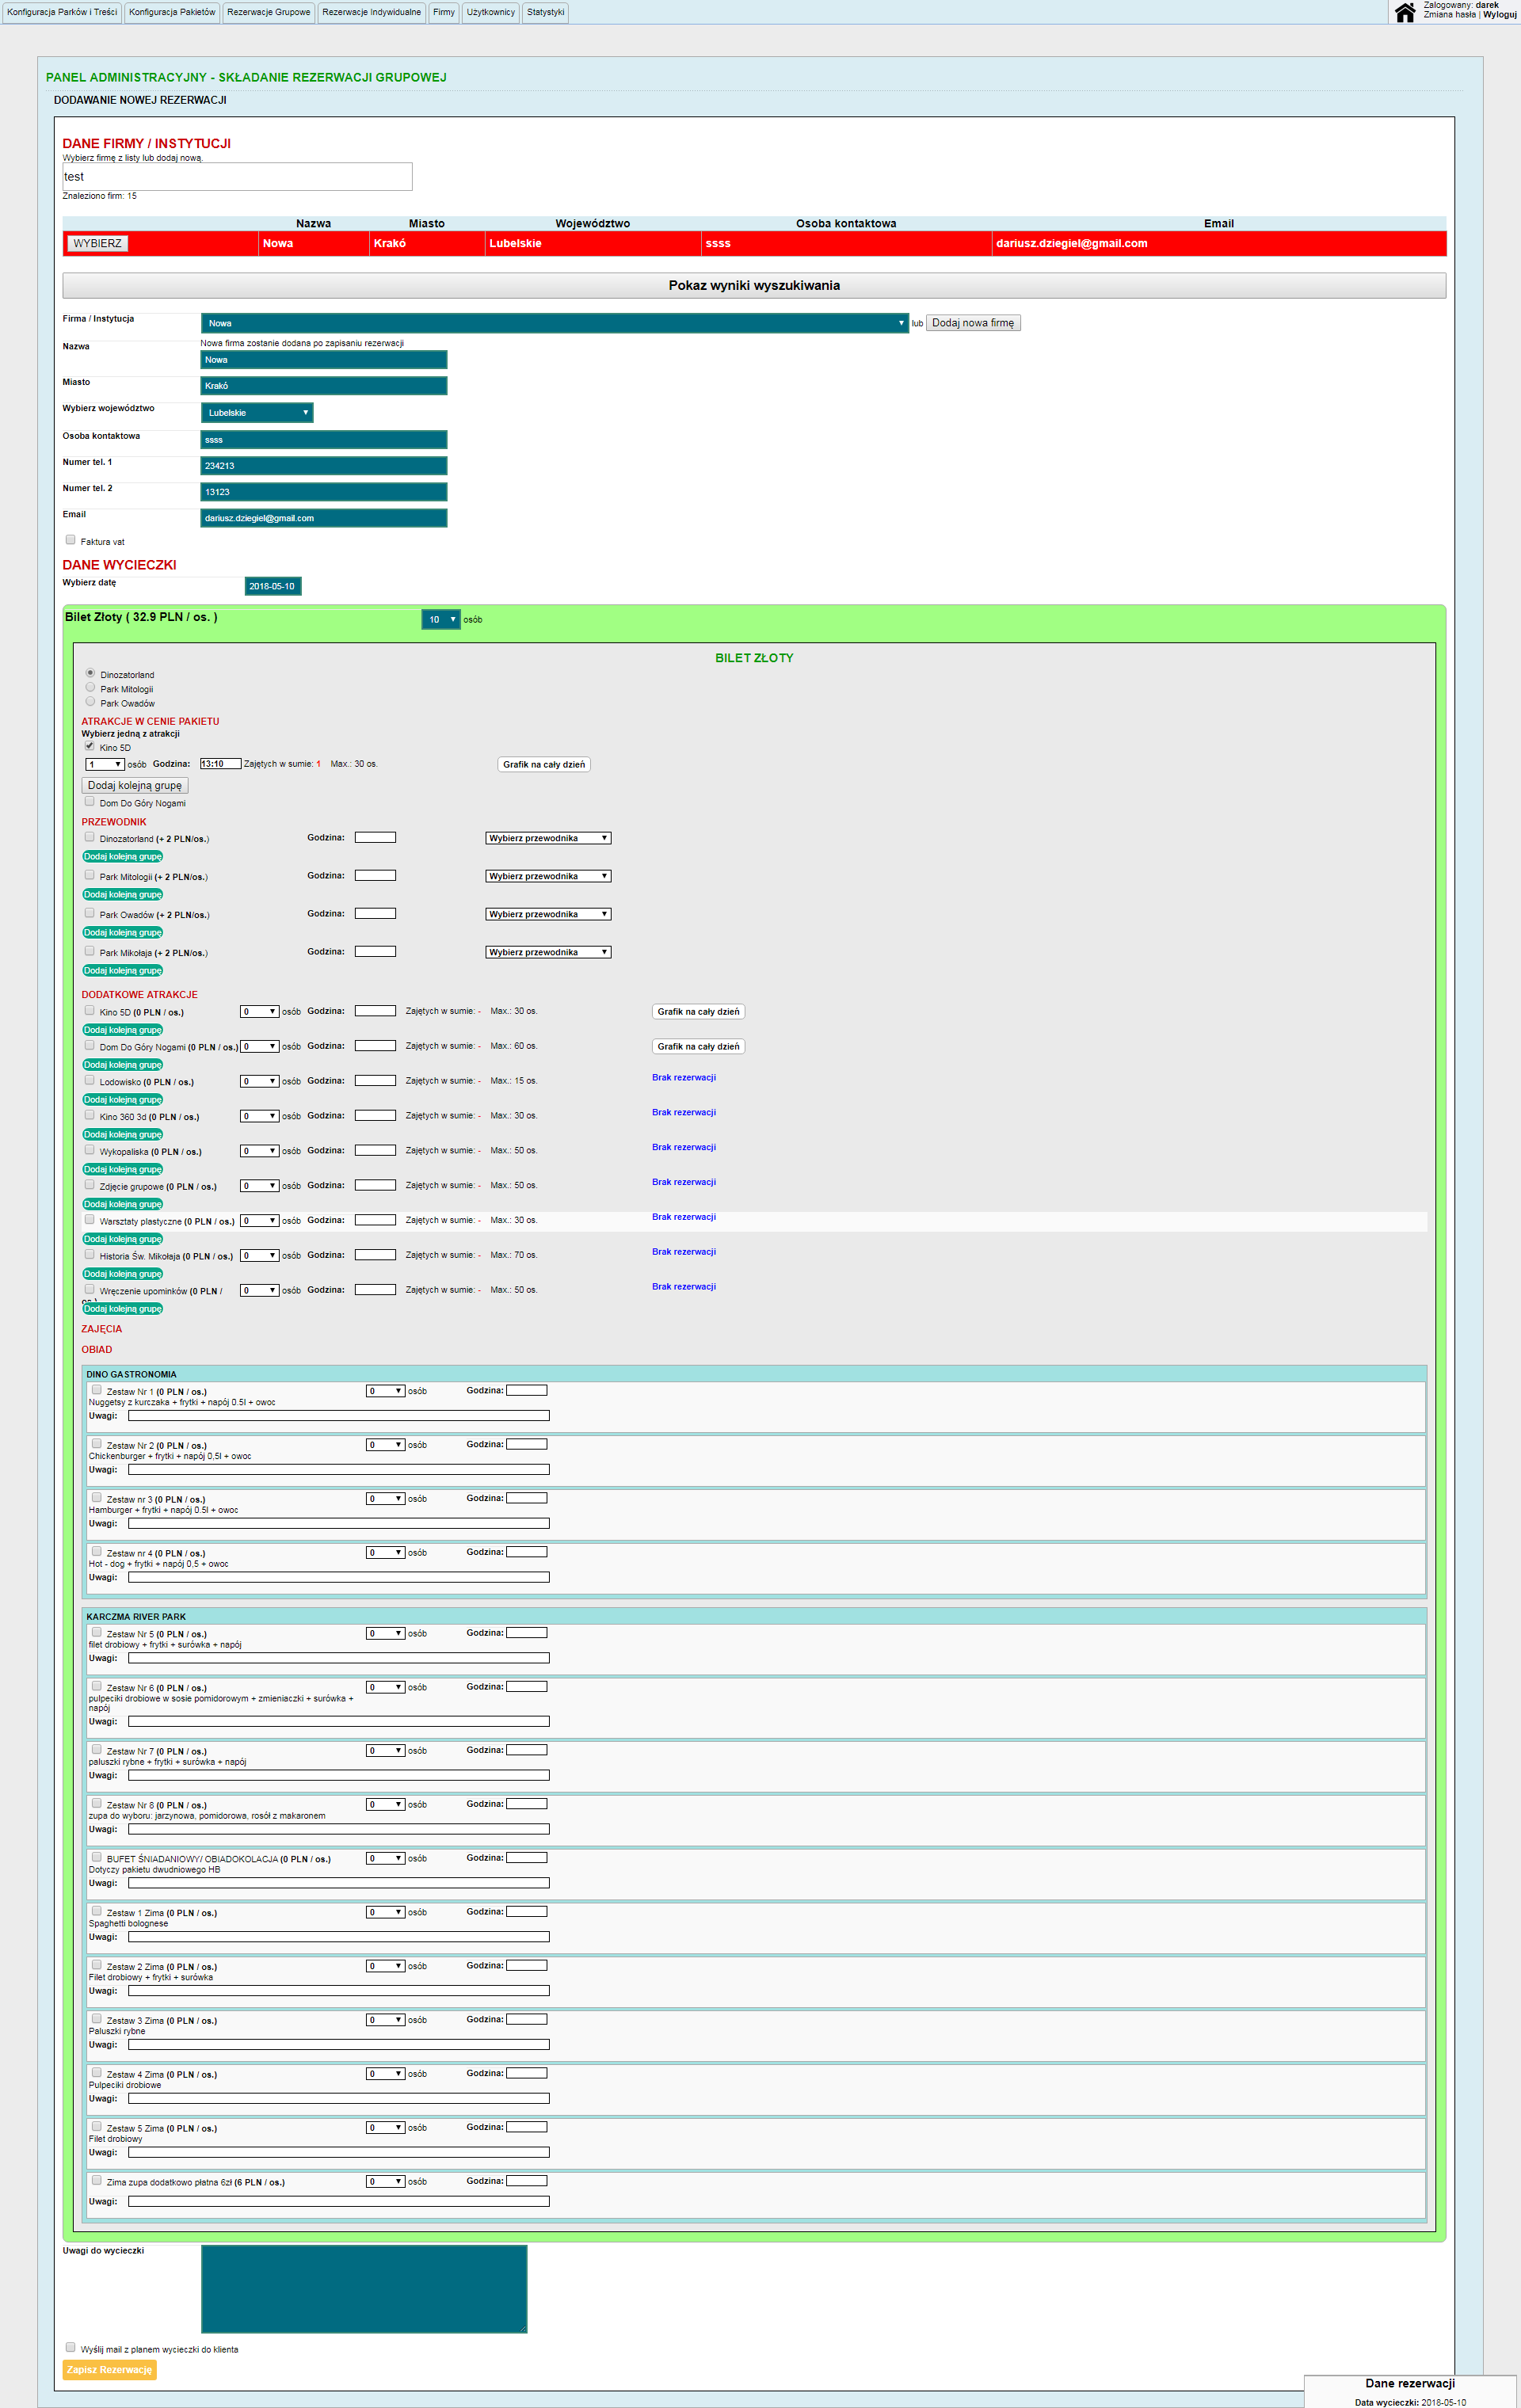 Konfiguracja Parków i Treści Konfiguracja Pakietów Rezerwacje Grupowe Rezerwacje Indywidualne Firmy Użytkownicy Statystyki
Zalogowany: darek
Zmiana hasła | Wyloguj
PANEL ADMINISTRACYJNY - SKŁADANIE REZERWACJI GRUPOWEJ
DODAWANIE NOWEJ REZERWACJI
DANE FIRMY / INSTYTUCJI
Wybierz firmę z listy lub dodaj nową.
test
Znaleziono firm: 15
Nazwa Miasto Województwo Osoba kontaktowa Email
WYBIERZ Nowa Krakó Lubelskie ssss dariusz.dziegiel@gmail.com
Pokaz wyniki wyszukiwania
Firma / Instytucja Nowa lub Dodaj nowa firmę
Nowa firma zostanie dodana po zapisaniu rezerwacji
Nazwa Nowa
Miasto Krakó
Wybierz województwo Lubelskie
Osoba kontaktowa ssss
Numer tel. 1 234213
Numer tel. 2 13123
Email dariusz.dziegiel@gmail.com
Faktura vat
DANE WYCIECZKI
Wybierz datę 2018-05-10
Bilet Złoty ( 32.9 PLN / os. ) 10 osób
BILET ZŁOTY
Dinozatorland
Park Mitologii
Park Owadów
ATRAKCJE W CENIE PAKIETU
Wybierz jedną z atrakcji
Kino 5D
1 osób Godzina: 13:10 Zajętych w sumie: 1 Max.: 30 os. Grafik na cały dzień
Dodaj kolejną grupę
Dom Do Góry Nogami
PRZEWODNIK
Dinozatorland (+ 2 PLN/os.) Godzina: Wybierz przewodnika
Dodaj kolejną grupę
Park Mitologii (+ 2 PLN/os.) Godzina: Wybierz przewodnika
Dodaj kolejną grupę
Park Owadów (+ 2 PLN/os.) Godzina: Wybierz przewodnika
Dodaj kolejną grupę
Park Mikołaja (+ 2 PLN/os.) Godzina: Wybierz przewodnika
Dodaj kolejną grupę
DODATKOWE ATRAKCJE
Kino 5D (0 PLN / os.) 0 osób Godzina: Zajętych w sumie: - Max.: 30 os. Grafik na cały dzień
Dodaj kolejną grupę
Dom Do Góry Nogami (0 PLN / os.) 0 osób Godzina: Zajętych w sumie: - Max.: 60 os. Grafik na cały dzień
Dodaj kolejną grupę
Lodowisko (0 PLN / os.) 0 osób Godzina: Zajętych w sumie: - Max.: 15 os. Brak rezerwacji
Dodaj kolejną grupę
Kino 360 3d (0 PLN / os.) 0 osób Godzina: Zajętych w sumie: - Max.: 30 os. Brak rezerwacji
Dodaj kolejną grupę
Wykopaliska (0 PLN / os.) 0 osób Godzina: Zajętych w sumie: - Max.: 50 os. Brak rezerwacji
Dodaj kolejną grupę
Zdjęcie grupowe (0 PLN / os.) 0 osób Godzina: Zajętych w sumie: - Max.: 50 os. Brak rezerwacji
Dodaj kolejną grupę
Warsztaty plastyczne (0 PLN / os.) 0 osób Godzina: Zajętych w sumie: - Max.: 30 os. Brak rezerwacji
Dodaj kolejną grupę
Historia Św. Mikołaja (0 PLN / os.) 0 osób Godzina: Zajętych w sumie: - Max.: 70 os. Brak rezerwacji
Dodaj kolejną grupę
Wręczenie upominków (0 PLN / 0 osób Godzina: Zajętych w sumie: - Max.: 50 os. Brak rezerwacji
Dodaj kolejną grupę
ZAJĘCIA
OBIAD
DINO GASTRONOMIA
Zestaw Nr 1 (0 PLN / os.) 0 osób Godzina:
Nuggetsy z kurczaka + frytki + napój 0.5l + owoc
Uwagi:
Zestaw Nr 2 (0 PLN / os.) 0 osób Godzina:
Chickenburger + frytki + napój 0,5l + owoc
Uwagi:
Zestaw nr 3 (0 PLN / os.) 0 osób Godzina:
Hamburger + frytki + napój 0.5l + owoc
Uwagi:
Zestaw nr 4 (0 PLN / os.) 0 osób Godzina:
Hot - dog + frytki + napój 0,5 + owoc
Uwagi:
KARCZMA RIVER PARK
Zestaw Nr 5 (0 PLN / os.) 0 osób Godzina:
filet drobiowy + frytki + surówka + napój
Uwagi:
Zestaw Nr 6 (0 PLN / os.) 0 osób Godzina:
pulpeciki drobiowe w sosie pomidorowym + zmieniaczki + surówka +
napój
Uwagi:
Zestaw Nr 7 (0 PLN / os.) 0 osób Godzina:
paluszki rybne + frytki + surówka + napój
Uwagi:
Zestaw Nr 8 (0 PLN / os.) 0 osób Godzina:
zupa do wyboru: jarzynowa, pomidorowa, rosół z makaronem
Uwagi:
BUFET ŚNIADANIOWY/ OBIADOKOLACJA (0 PLN / os.) 0 osób Godzina:
Dotyczy pakietu dwudniowego HB
Uwagi:
Zestaw 1 Zima (0 PLN / os.) 0 osób Godzina:
Spaghetti bolognese
Uwagi:
Zestaw 2 Zima (0 PLN / os.) 0 osób Godzina:
Filet drobiowy + frytki + surówka
Uwagi:
Zestaw 3 Zima (0 PLN / os.) 0 osób Godzina:
Paluszki rybne
Uwagi:
Zestaw 4 Zima (0 PLN / os.) 0 osób Godzina:
Pulpeciki drobiowe
Uwagi:
Zestaw 5 Zima (0 PLN / os.) 0 osób Godzina:
Filet drobiowy
Uwagi:
Zima zupa dodatkowo płatna 6zł (6 PLN / os.) 0 osób Godzina:
Uwagi:
Uwagi do wycieczki
Wyślij mail z planem wycieczki do klienta
Zapisz Rezerwację
Dane rezerwacji
Data wycieczki: 2018-05-10